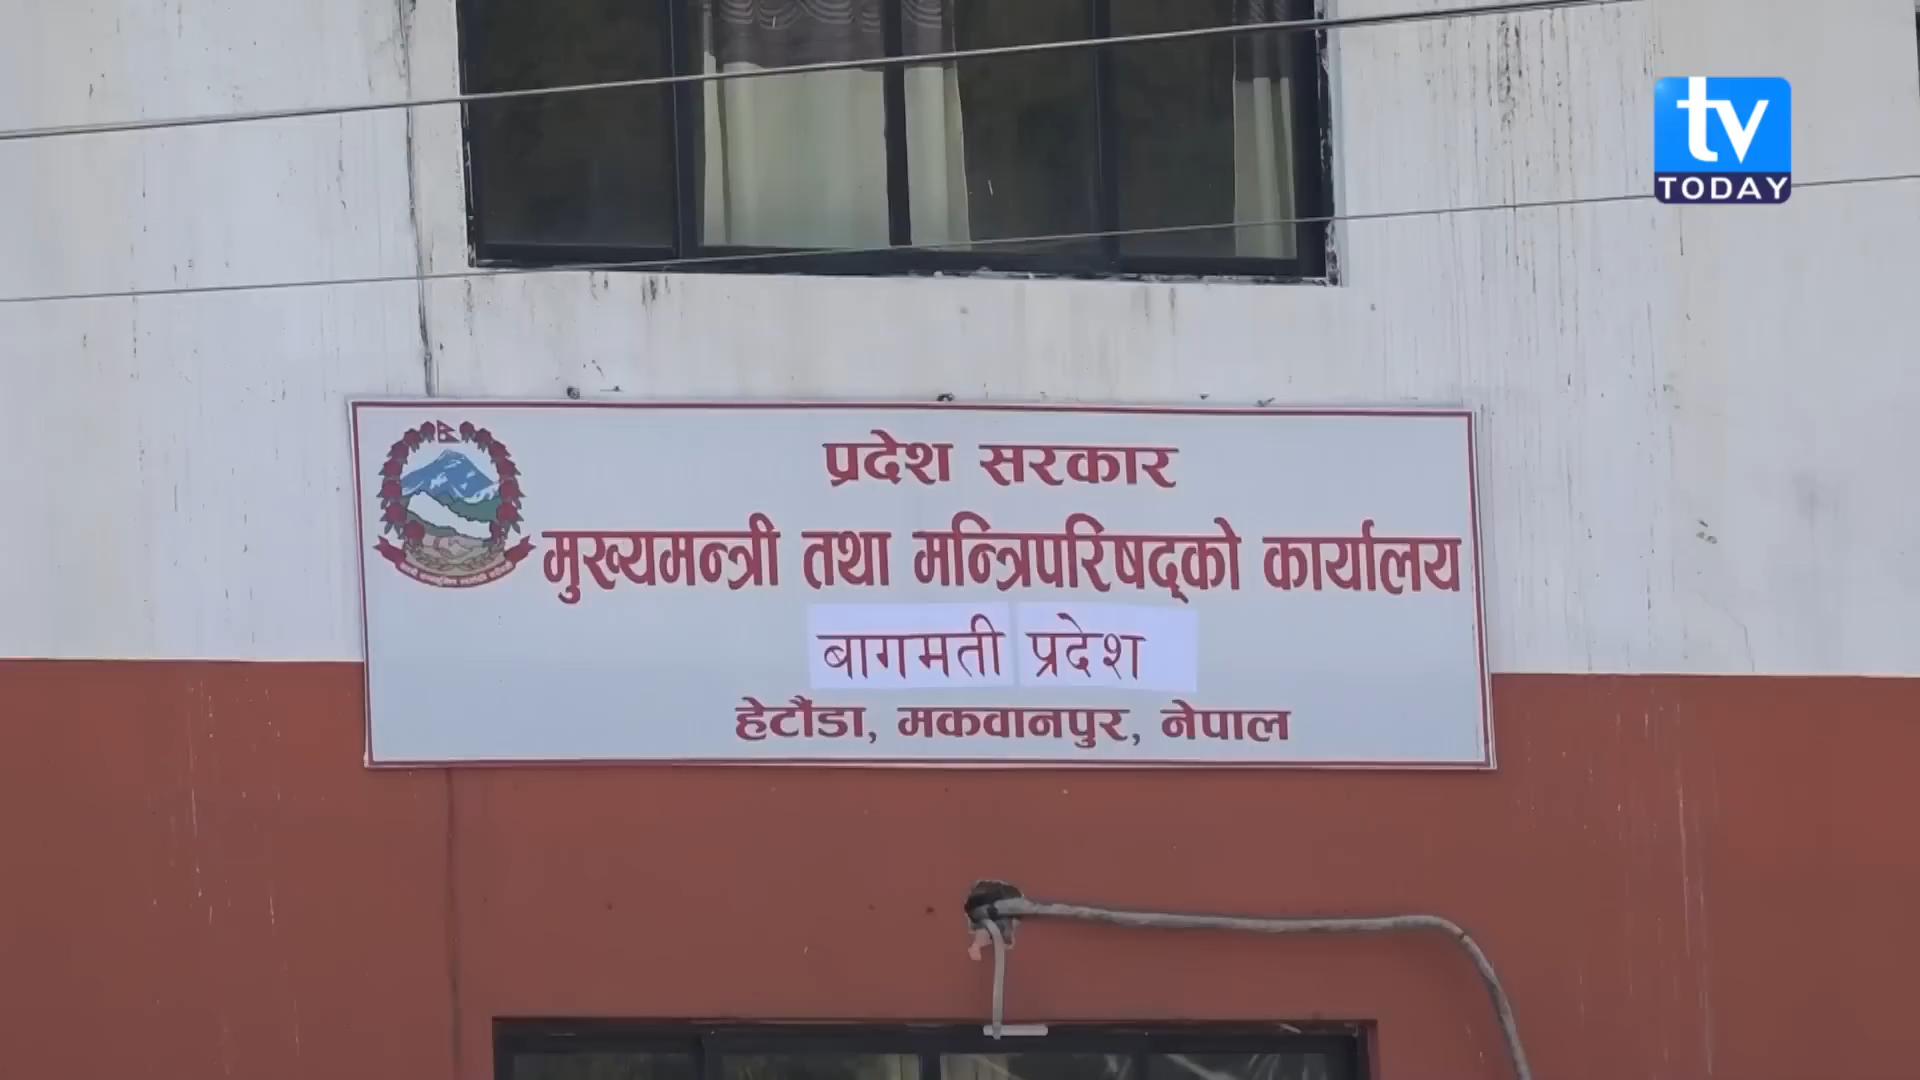 tv
TODAY
प्रदेश सरकार
मुख्यमन्त्री तथा मन्त्रिपरिषद्को कार्यालय
बागमती प्रदेश
हेटौंडा, मकवानपुर, नेपाल